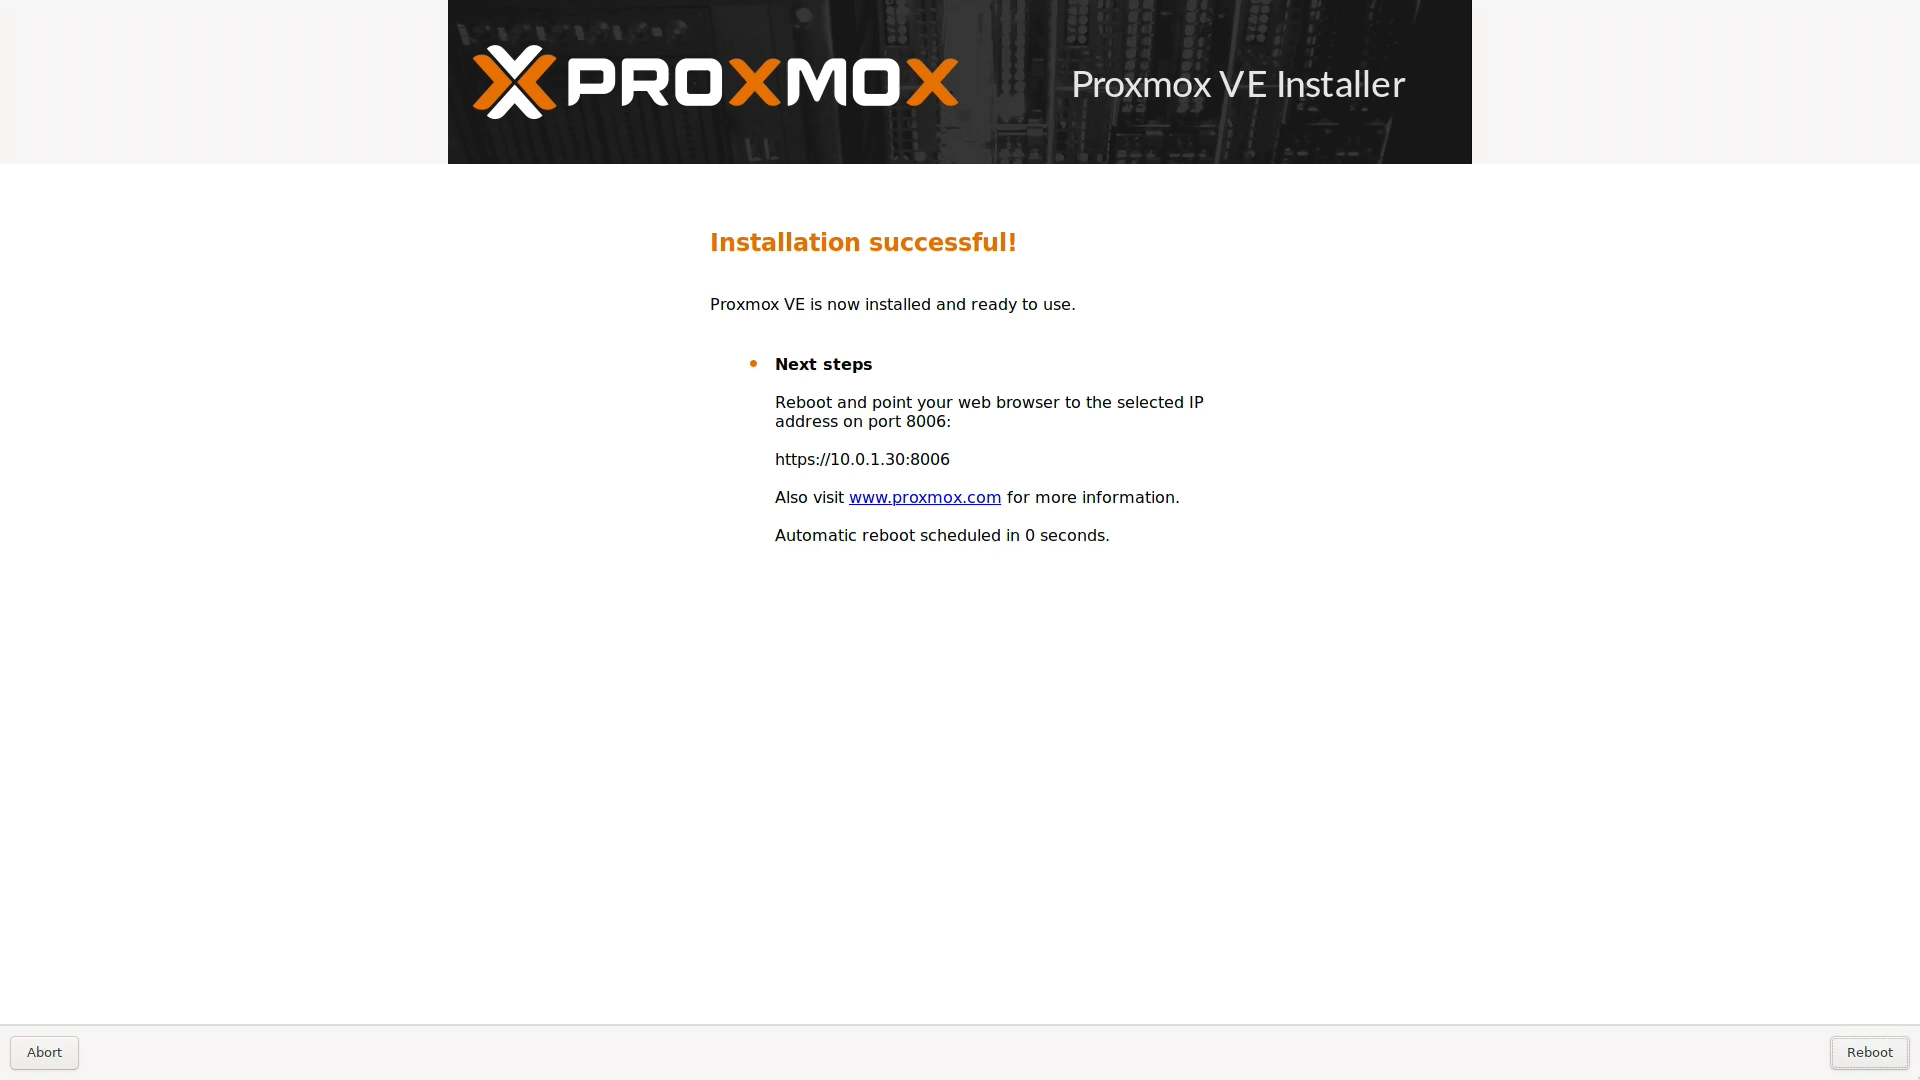 PROXMOX
Proxmox VE Installer
Installation successful!
Proxmox VE is now installed and ready to use.
Next steps
Reboot and point your web browser to the selected IP
address on port 8006:
https://10.0.1.30:8006
Also visit www.proxmox.com for more information.
Automatic reboot scheduled in 0 seconds.
Abort
Reboot